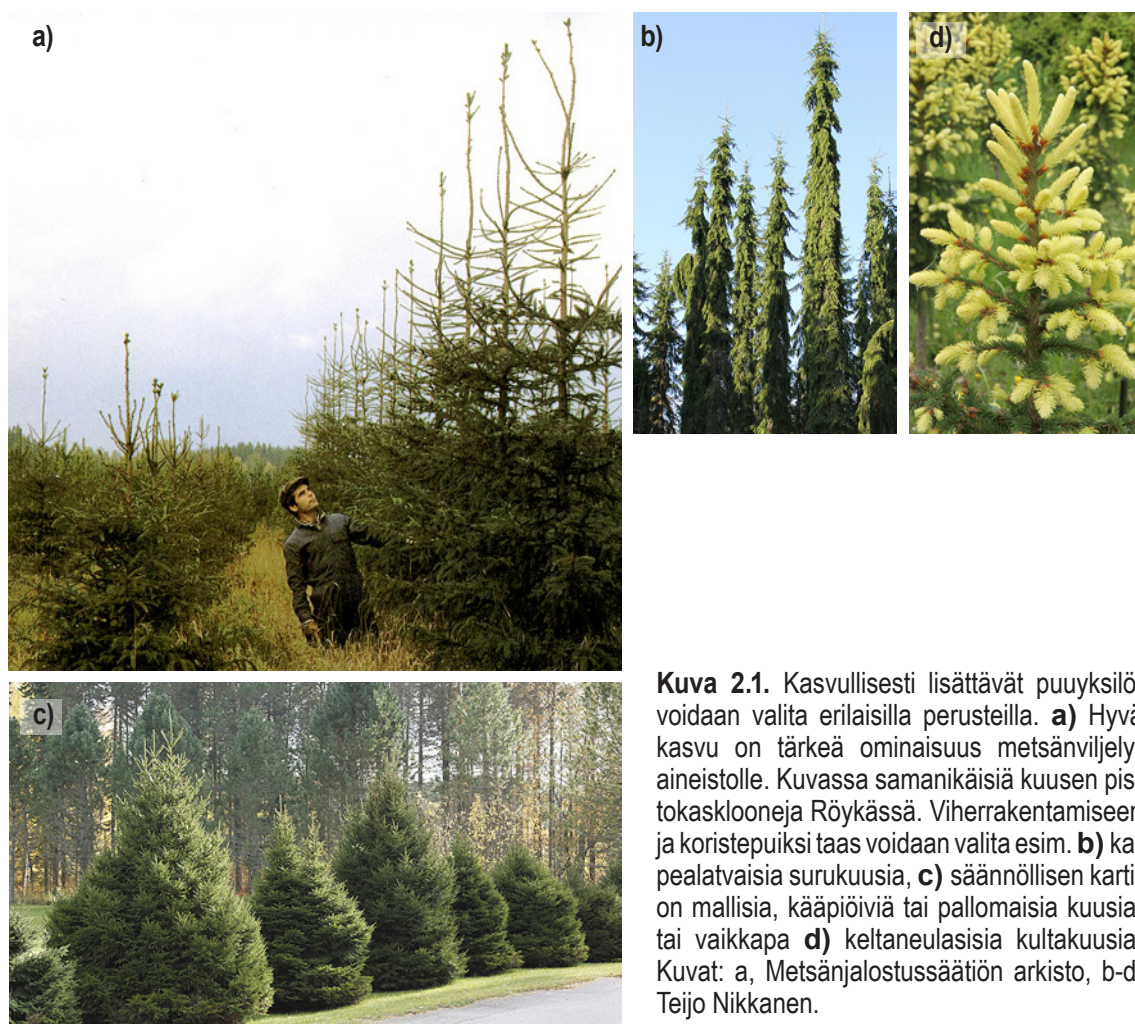 a)
b)
d)
c)
Kuva 2.1. Kasvullisesti lisättävät puuyksilö
voidaan valita erilaisilla perusteilla. a) Hyvä
kasvu on tärkeä ominaisuus metsänviljely
aineistolle. Kuvassa samanikäisiä kuusen pis
tokasklooneja Röykässä. Viherrakentamiseen
ja koristepuiksi taas voidaan valita esim. b) ka
pealatvaisia surukuusia, c) säännöllisen karti
on mallisia, kääpiöiviä tai pallomaisia kuusia
tai vaikkapa d) keltaneulasisia kultakuusia
Kuvat: a, Metsänjalostussäätiön arkisto, b-d
Teijo Nikkanen.